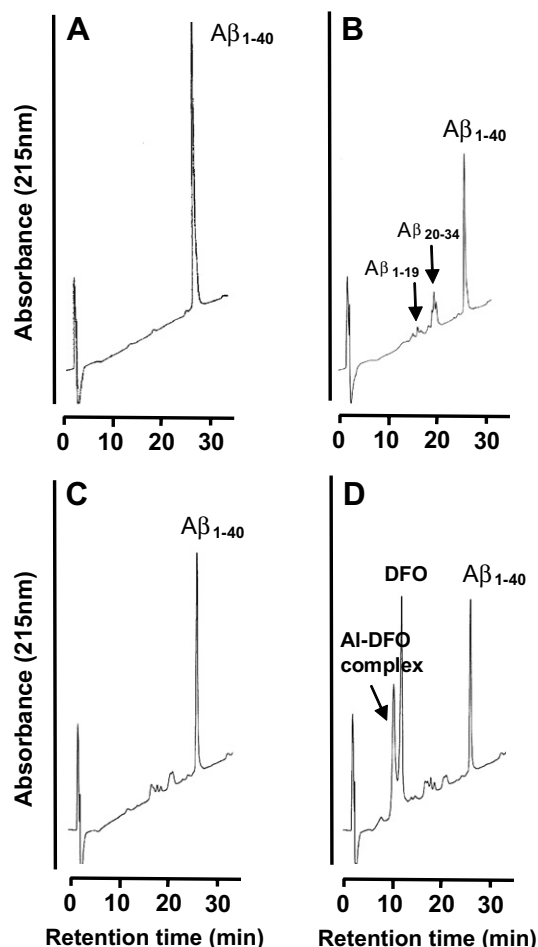 A
Aβ1-40
Absorbance (215nm)
0 10 20 30
B
Aβ1-40
Aβ20-34
Aβ1-19
0 10 20 30
C
Aβ1-40
Absorbance (215nm)
0 10 20 30
Retention time (min)
D
DFO
Aβ1-40
Al-DFO
complex
0 10 20 30
Retention time (min)